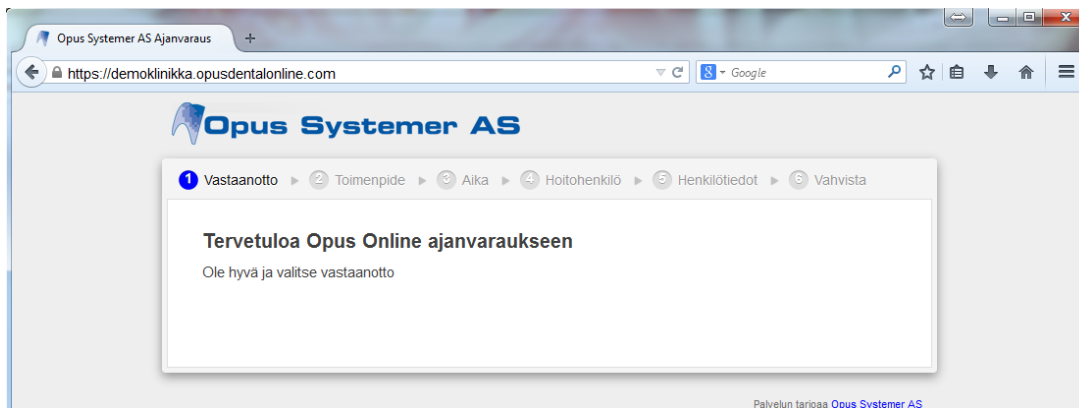 Opus Systemer AS Ajanvaraus
https://demoklinikka.opusdentalonline.com
Google
Opus Systemer AS
1 Vastaanotto 2 Toimenpide 3 Aika 4 Hoitohenkilö 5 Henkilötiedot 6 Vahvista
Tervetuloa Opus Online ajanvaraukseen
Ole hyvä ja valitse vastaanotto
Palvelun tarjoaa Opus Systemer AS